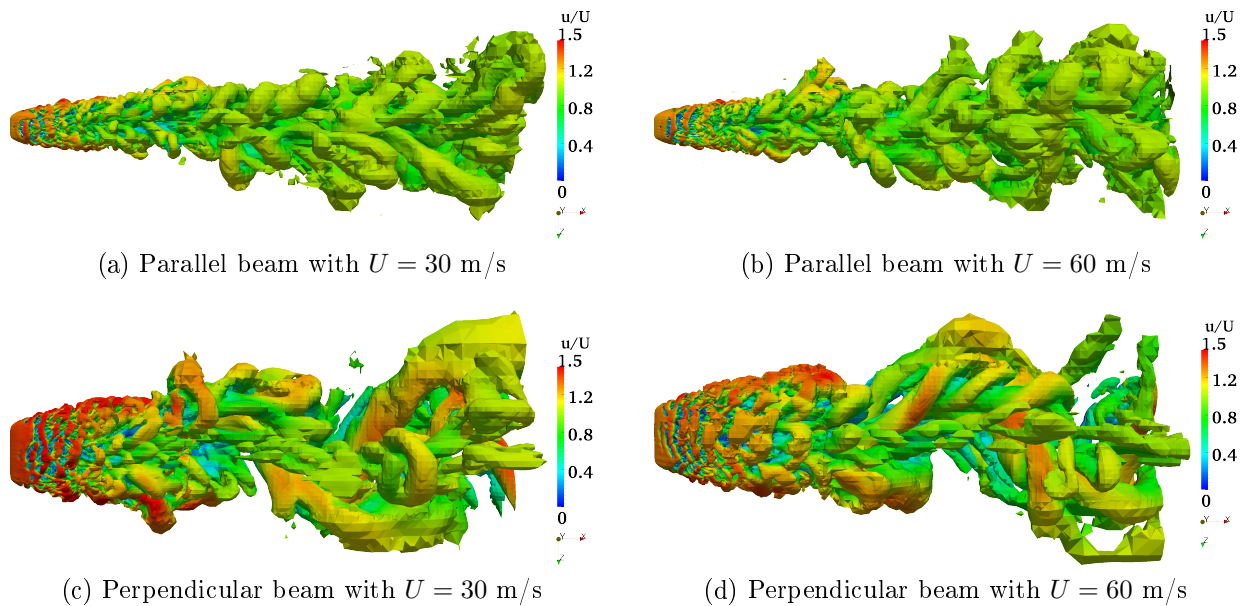 u/U
1.5
1.2
0.8
0.4
0
Y X
Z
(a) Parallel beam with U = 30 m/s
u/U
1.5
1.2
0.8
0.4
0
Y X
Z
(b) Parallel beam with U = 60 m/s
u/U
1.5
1.2
0.8
0.4
0
Y X
Z
(c) Perpendicular beam with U = 30 m/s
u/U
1.5
1.2
0.8
0.4
0
Y X
Z
(d) Perpendicular beam with U = 60 m/s